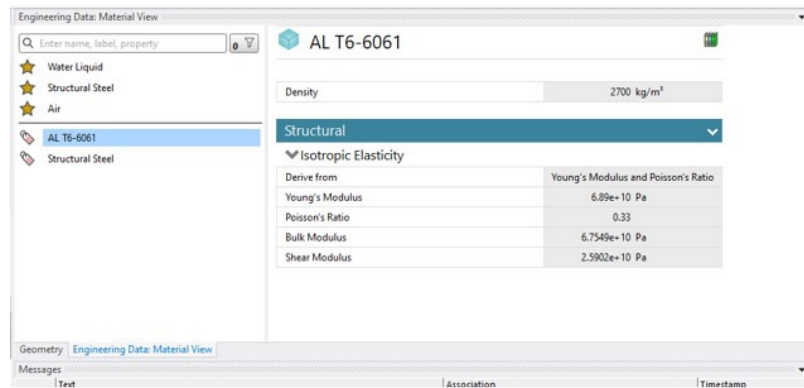 Engineering Data: Material View
Enter name, label, property
0
Water Liquid
Structural Steel
Air
AL T6-6061
Structural Steel
AL T6-6061
Density 2700 kg/m³
Structural
Isotropic Elasticity
Derive from Young's Modulus and Poisson's Ratio
Young's Modulus 6.89e+10 Pa
Poisson's Ratio 0.33
Bulk Modulus 6.7549e+10 Pa
Shear Modulus 2.5902e+10 Pa
Geometry Engineering Data: Material View
Messages
Text Association Timestamp